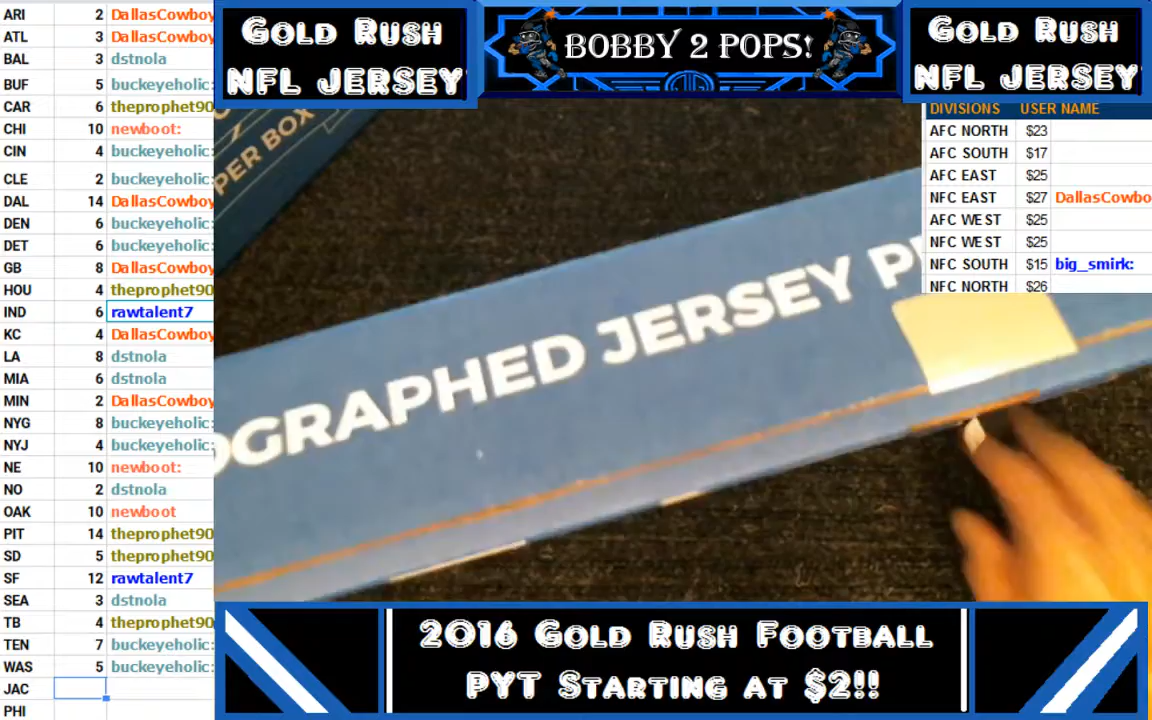 ARI 2 DallasCowboy
ATL 3 DallasCowboy
BAL 3 dstnola
BUF 5 buckeyeholic:
CAR 6 theprophet90
CHI 10 newboot:
CIN 4 buckeyeholic:
CLE 2 buckeyeholic:
DAL 14 DallasCowboy
DEN 6 buckeyeholic:
DET 6 buckeyeholic:
GB 8 DallasCowboy
HOU 4 theprophet90
IND 6 rawtalent7
KC 4 DallasCowboy
LA 8 dstnola
MIA 6 dstnola
MIN 2 DallasCowboy
NYG 8 buckeyeholic:
NYJ 4 buckeyeholic:
NE 10 newboot:
NO 2 dstnola
OAK 10 newboot
PIT 14 theprophet90
SD 5 theprophet90
SF 12 rawtalent7
SEA 3 dstnola
TB 4 theprophet90
TEN 7 buckeyeholic:
WAS 5 buckeyeholic:
JAC
PHI
GOLD RUSH
NFL JERSEY
BOBBY 2 POPS!
GOLD RUSH
NFL JERSEY
DIVISIONS USER NAME
AFC NORTH $23
AFC SOUTH $17
AFC EAST $25
NFC EAST $27 DallasCowbo
AFC WEST $25
NFC WEST $25
NFC SOUTH $15 big_smirk:
NFC NORTH $26
PER BOX
OGRAPHED JERSEY
2016 GOLD RUSH FOOTBALL
PYT STARTING AT $2!!